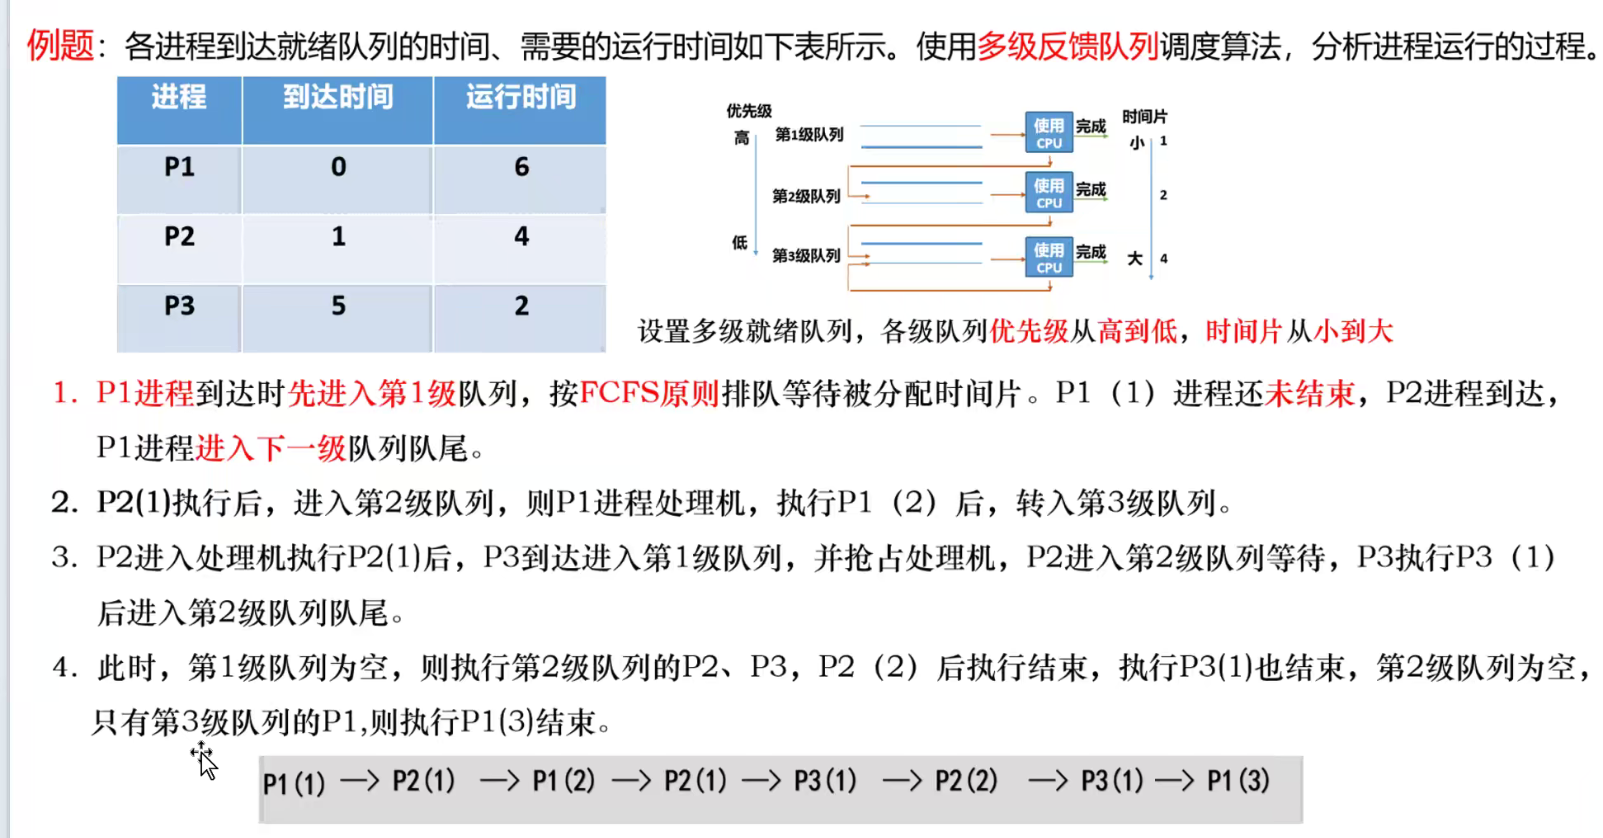 例题：各进程到达就绪队列的时间、需要的运行时间如下表所示。使用多级反馈队列调度算法，分析进程运行的过程。
进程 到达时间 运行时间
P1 0 6
P2 1 4
P3 5 2
优先级
高
低
第1级队列
第2级队列
第3级队列
使用CPU 完成
使用CPU 完成
使用CPU 完成
时间片
小 1
2
大 4
设置多级就绪队列，各级队列优先级从高到低，时间片从小到大
1. P1进程到达时先进入第1级队列，按FCFS原则排队等待被分配时间片。P1（1）进程还未结束，P2进程到达，
P1进程进入下一级队列队尾。
2. P2(1)执行后，进入第2级队列，则P1进程处理机，执行P1（2）后，转入第3级队列。
3. P2进入处理机执行P2(1)后，P3到达进入第1级队列，并抢占处理机，P2进入第2级队列等待，P3执行P3（1）
后进入第2级队列队尾。
4. 此时，第1级队列为空，则执行第2级队列的P2、P3，P2（2）后执行结束，执行P3(1)也结束，第2级队列为空，
只有第3级队列的P1,则执行P1(3)结束。
P1(1) —> P2(1) —> P1(2) —> P2(1) —> P3(1) —> P2(2) —> P3(1) —> P1(3)